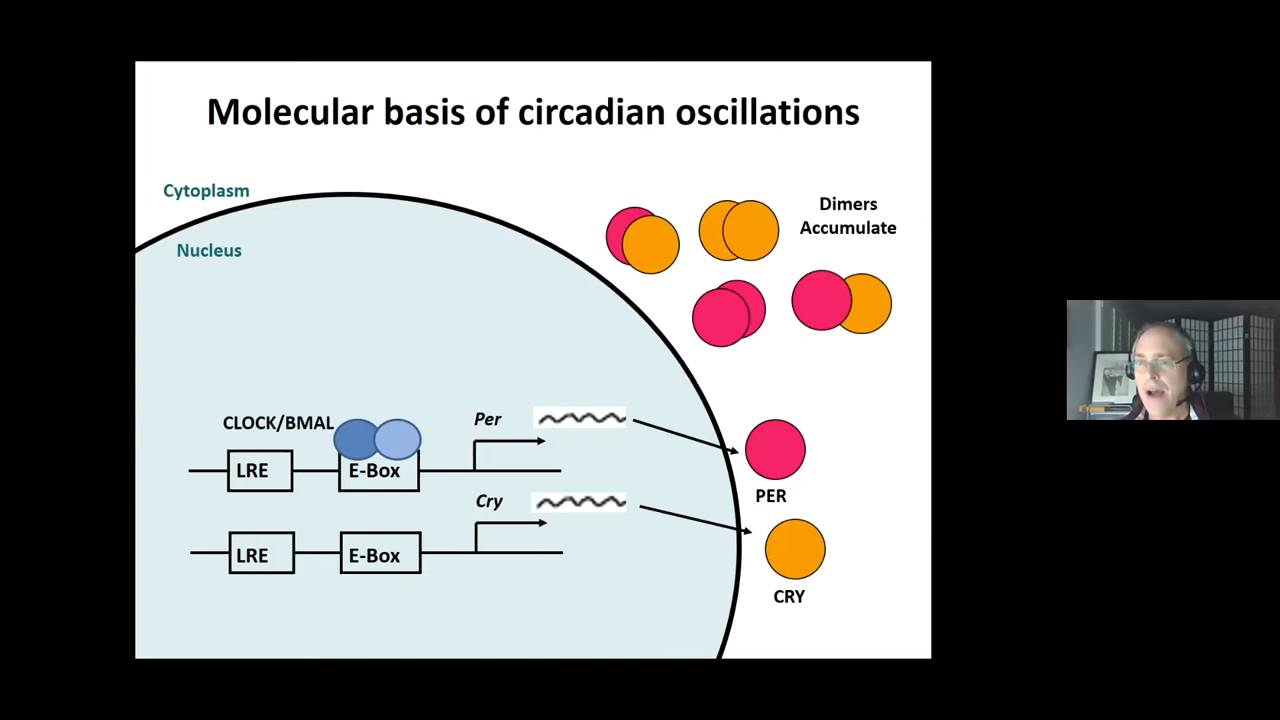 Molecular basis of circadian oscillations
Cytoplasm
Nucleus
Dimers
Accumulate
CLOCK/BMAL
Per
LRE
E-Box
PER
Cry
LRE
E-Box
CRY